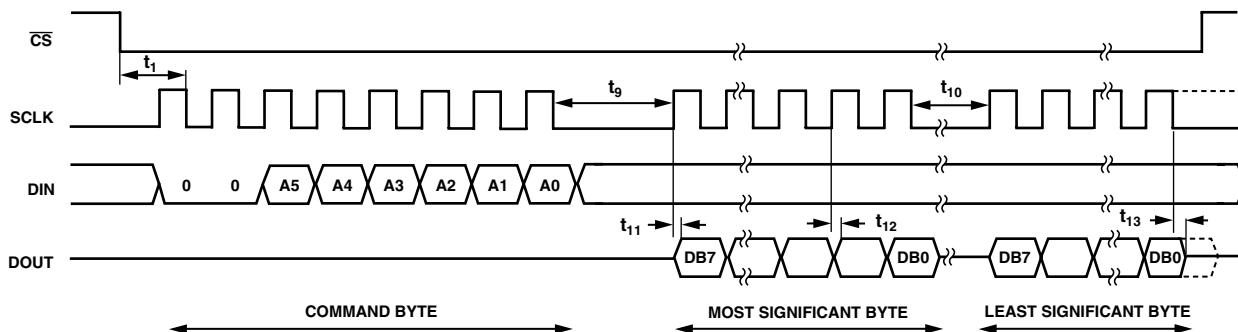 CS
t1
t9
t10
SCLK
DIN
0 0 A5 A4 A3 A2 A1 A0
t11
t12
t13
DOUT
DB7 DB0 DB7 DB0
COMMAND BYTE MOST SIGNIFICANT BYTE LEAST SIGNIFICANT BYTE